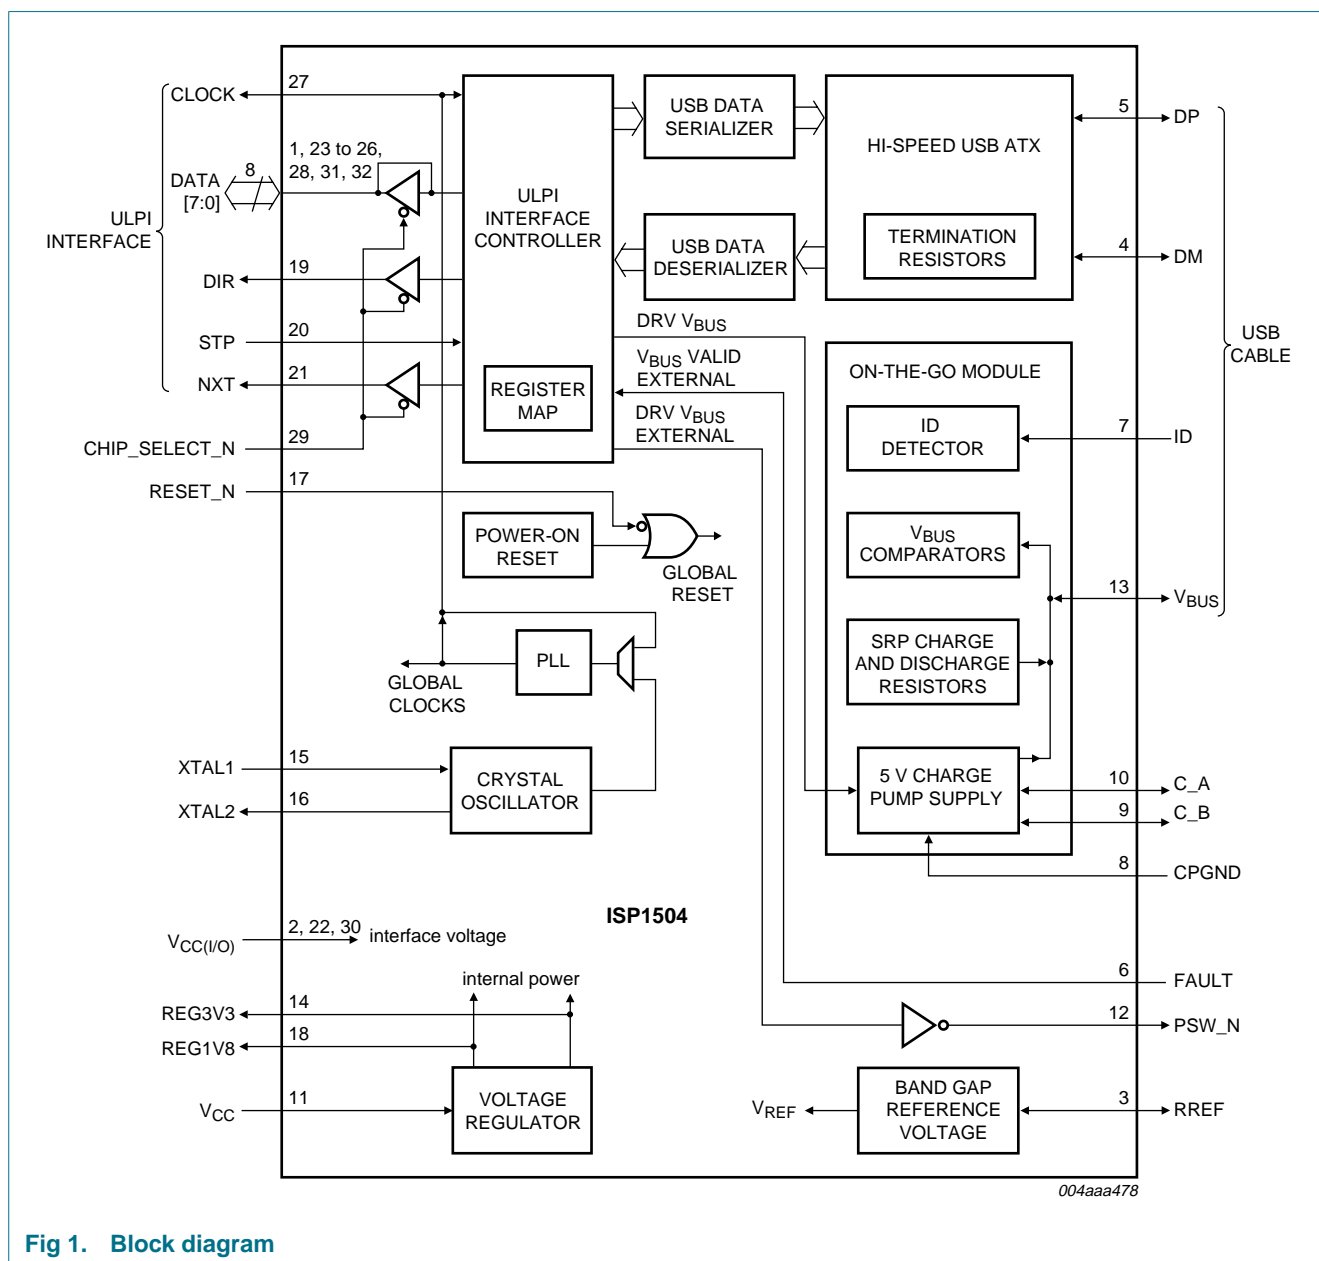 CLOCK
27
1, 23 to 26,
28, 31, 32
DATA
[7:0]
8
ULPI
INTERFACE
DIR
19
STP
20
NXT
21
CHIP_SELECT_N
29
RESET_N
17
ULPI
INTERFACE
CONTROLLER
REGISTER
MAP
USB DATA
SERIALIZER
USB DATA
DESERIALIZER
HI-SPEED USB ATX
TERMINATION
RESISTORS
5
DP
4
DM
USB
CABLE
DRV VBUS
VBUS VALID
EXTERNAL
DRV VBUS
EXTERNAL
ON-THE-GO MODULE
ID
DETECTOR
7
ID
VBUS
COMPARATORS
13
VBUS
SRP CHARGE
AND DISCHARGE
RESISTORS
5 V CHARGE
PUMP SUPPLY
10
C_A
9
C_B
8
CPGND
POWER-ON
RESET
GLOBAL
RESET
PLL
GLOBAL
CLOCKS
XTAL1
15
XTAL2
16
CRYSTAL
OSCILLATOR
ISP1504
VCC(I/O)
2, 22, 30
interface voltage
internal power
REG3V3
14
REG1V8
18
VCC
11
VOLTAGE
REGULATOR
6
FAULT
12
PSW_N
VREF
BAND GAP
REFERENCE
VOLTAGE
3
RREF
004aaa478
Fig 1. Block diagram